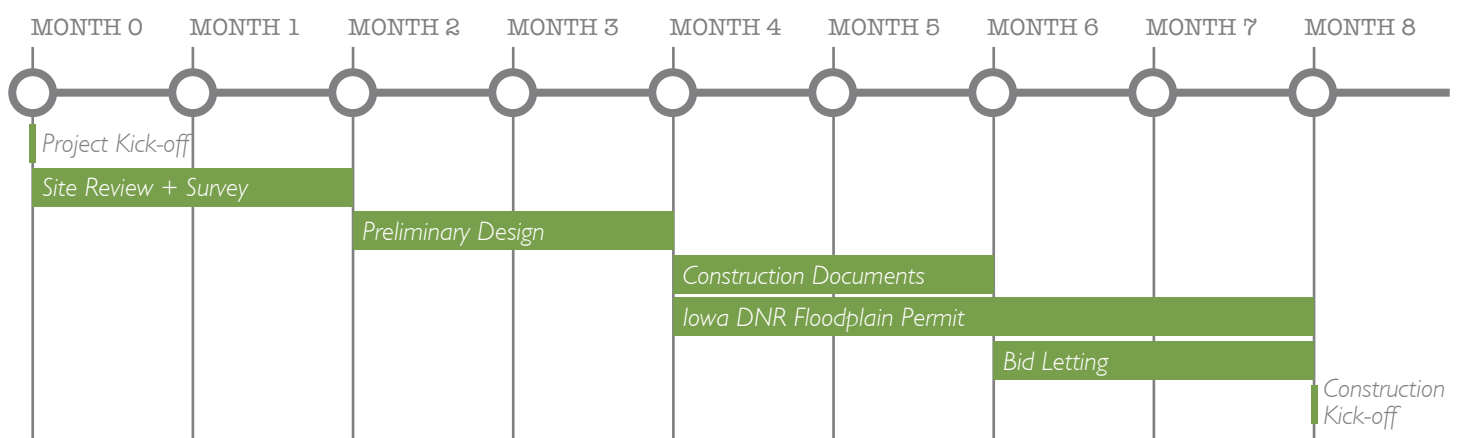 MONTH 0 MONTH 1 MONTH 2 MONTH 3 MONTH 4 MONTH 5 MONTH 6 MONTH 7 MONTH 8
Project Kick-off
Site Review + Survey
Preliminary Design
Construction Documents
Iowa DNR Floodplain Permit
Bid Letting
Construction
Kick-off